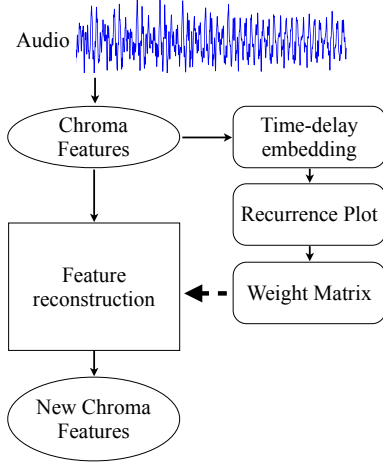 Audio
Chroma
Features
Time-delay
embedding
Recurrence Plot
Feature
reconstruction
Weight Matrix
New Chroma
Features